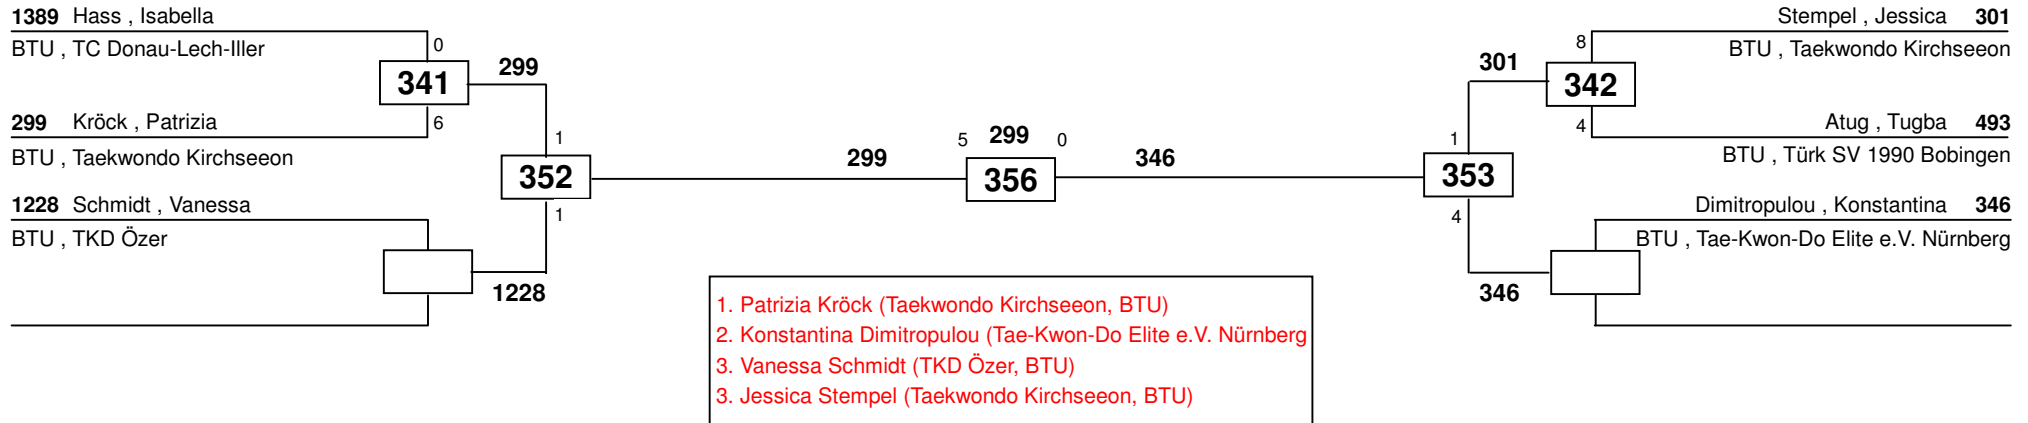 1389 Hass , Isabella
BTU , TC Donau-Lech-Iller
0
341
299
299 Kröck , Patrizia
6
BTU , Taekwondo Kirchseeon
1
352
1
1228 Schmidt , Vanessa
BTU , TKD Özer
1228
299
5 299 0
356
346
Stempel , Jessica 301
8
BTU , Taekwondo Kirchseeon
301
342
Atug , Tugba 493
4
BTU , Türk SV 1990 Bobingen
1
353
4
Dimitropulou , Konstantina 346
BTU , Tae-Kwon-Do Elite e.V. Nürnberg
346
1. Patrizia Kröck (Taekwondo Kirchseeon, BTU)
2. Konstantina Dimitropulou (Tae-Kwon-Do Elite e.V. Nürnberg
3. Vanessa Schmidt (TKD Özer, BTU)
3. Jessica Stempel (Taekwondo Kirchseeon, BTU)